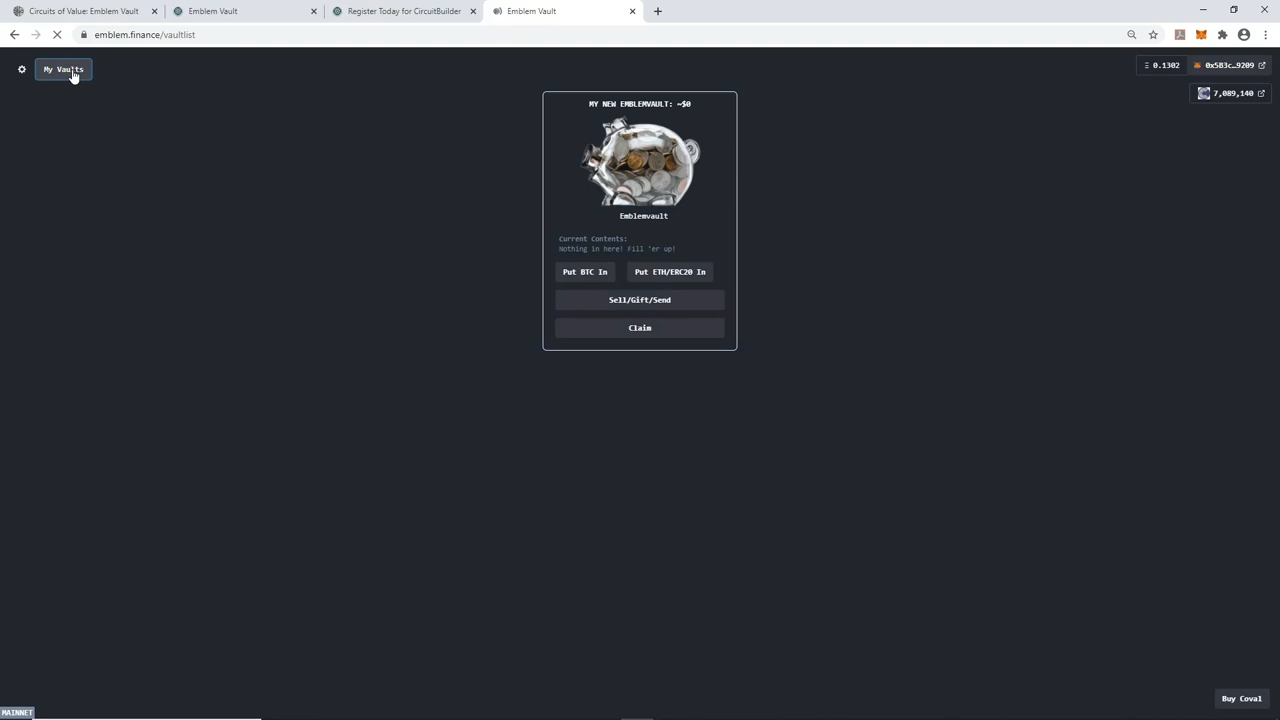 Circuits of Value: Emblem Vault
Emblem Vault
Register Today for CircuitBuilder
Emblem Vault
emblem.finance/vaultlist
My Vaults
Ξ 0.1302
0x5B3c…9209
7,089,140
MY NEW EMBLEMVAULT: ~$0
Emblemvault
Current Contents:
Nothing in here! Fill 'er up!
Put BTC In
Put ETH/ERC20 In
Sell/Gift/Send
Claim
Buy Coval
MAINNET